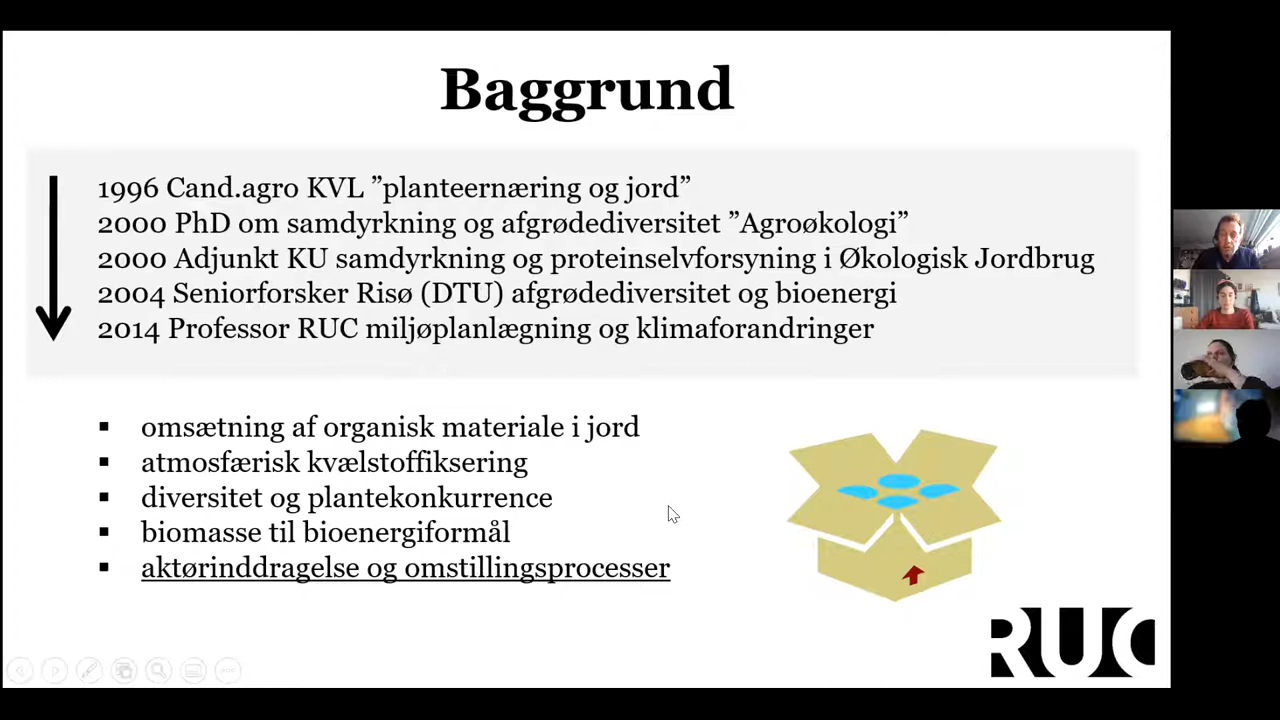 Baggrund
1996 Cand.agro KVL ”planteernæring og jord”
2000 PhD om samdyrkning og afgrødediversitet ”Agroøkologi”
2000 Adjunkt KU samdyrkning og proteinselvforsyning i Økologisk Jordbrug
2004 Seniorforsker Risø (DTU) afgrødediversitet og bioenergi
2014 Professor RUC miljøplanlægning og klimaforandringer
▪ omsætning af organisk materiale i jord
▪ atmosfærisk kvælstoffiksering
▪ diversitet og plantekonkurrence
▪ biomasse til bioenergiformål
▪ aktørinddragelse og omstillingsprocesser
RUC